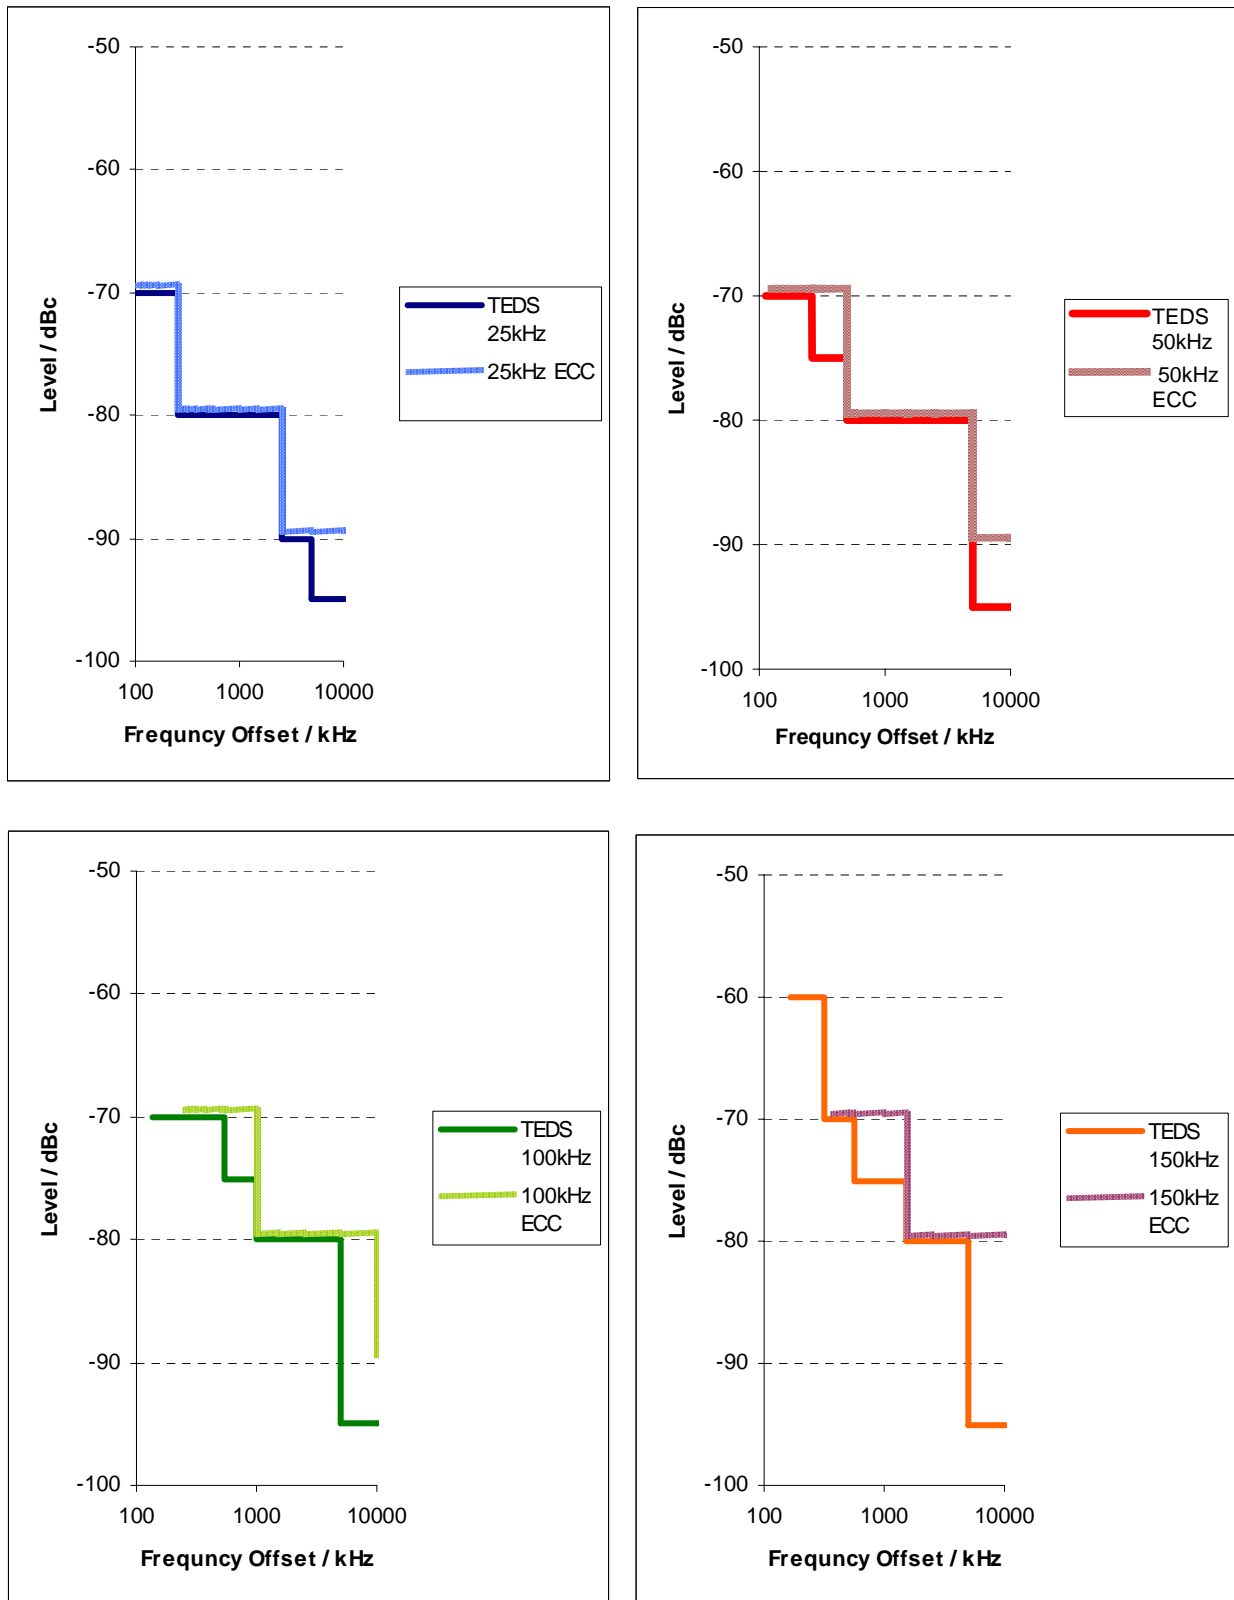 -50
-60
-70
-80
-90
-100
100 1000 10000
Level / dBc
Frequncy Offset / kHz
TEDS
25kHz
25kHz ECC
-50
-60
-70
-80
-90
-100
100 1000 10000
Level / dBc
Frequncy Offset / kHz
TEDS
50kHz
50kHz
ECC
-50
-60
-70
-80
-90
-100
100 1000 10000
Level / dBc
Frequncy Offset / kHz
TEDS
100kHz
100kHz
ECC
-50
-60
-70
-80
-90
-100
100 1000 10000
Level / dBc
Frequncy Offset / kHz
TEDS
150kHz
150kHz
ECC